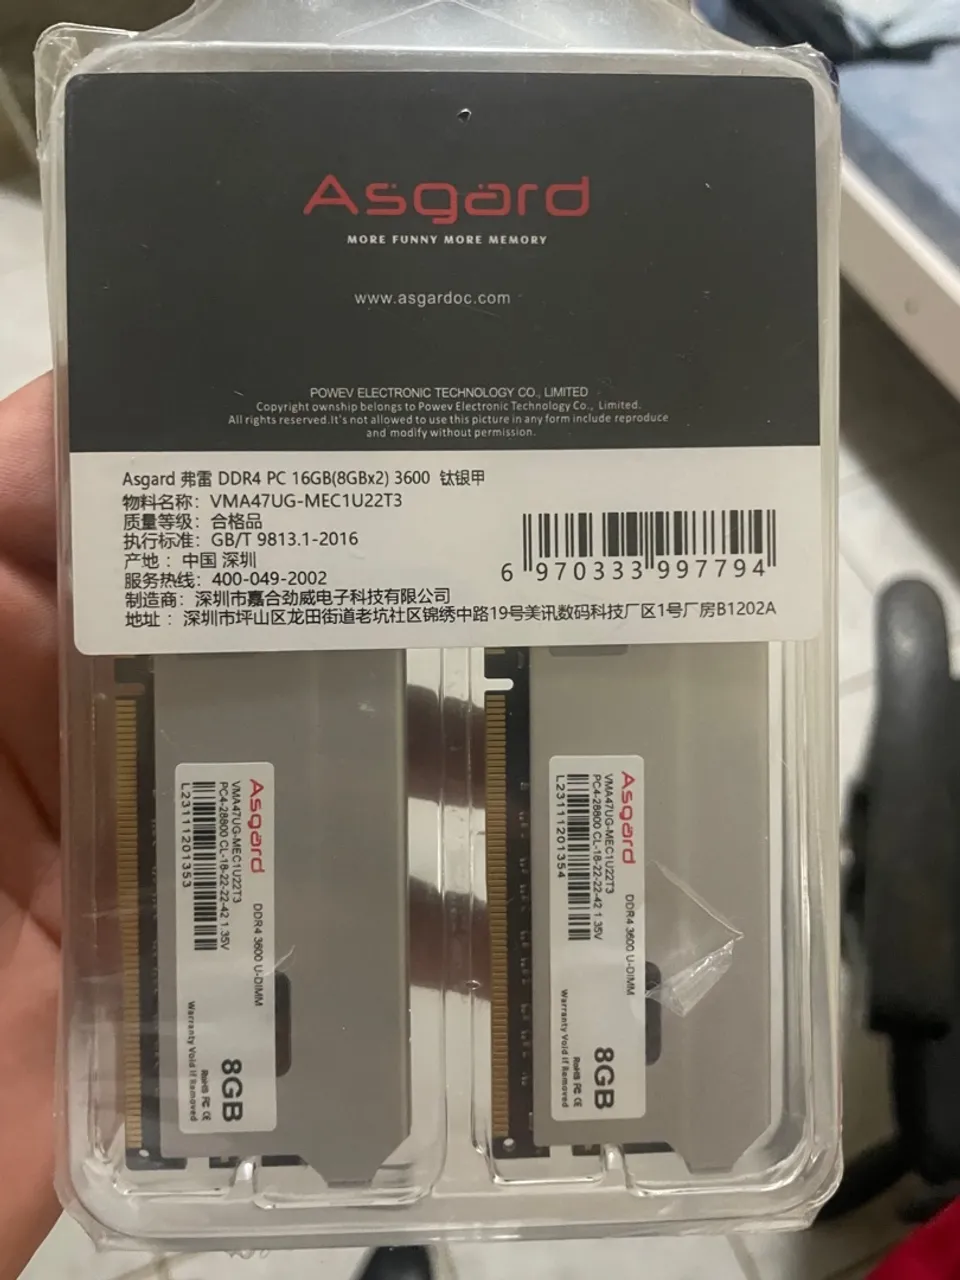 Asgard
MORE FUNNY MORE MEMORY
www.asgardoc.com
POWEV ELECTRONIC TECHNOLOGY CO., LIMITED
Copyright ownship belongs to Powev Electronic Technology Co., Limited.
All rights reserved.It's not allowed to use this picture in any form include reproduce
and modify without permission.
Asgard 弗雷 DDR4 PC 16GB(8GBx2) 3600 钛银甲
物料名称：VMA47UG-MEC1U22T3
质量等级：合格品
执行标准：GB/T 9813.1-2016
产地：中国 深圳
服务热线：400-049-2002
制造商：深圳市嘉合劲威电子科技有限公司
地址：深圳市坪山区龙田街道老坑社区锦绣中路19号美讯数码科技厂区1号厂房B1202A
6 970333 997794
Asgard DDR4 3600 U-DIMM
VMA47UG-MEC1U22T3
PC4-28800 CL-18-22-22-42 1.35V
L23111201353
8GB
RoHS FC CE
Warranty Void If Removed
Asgard DDR4 3600 U-DIMM
VMA47UG-MEC1U22T3
PC4-28800 CL-18-22-22-42 1.35V
L23111201354
8GB
RoHS FC CE
Warranty Void If Removed